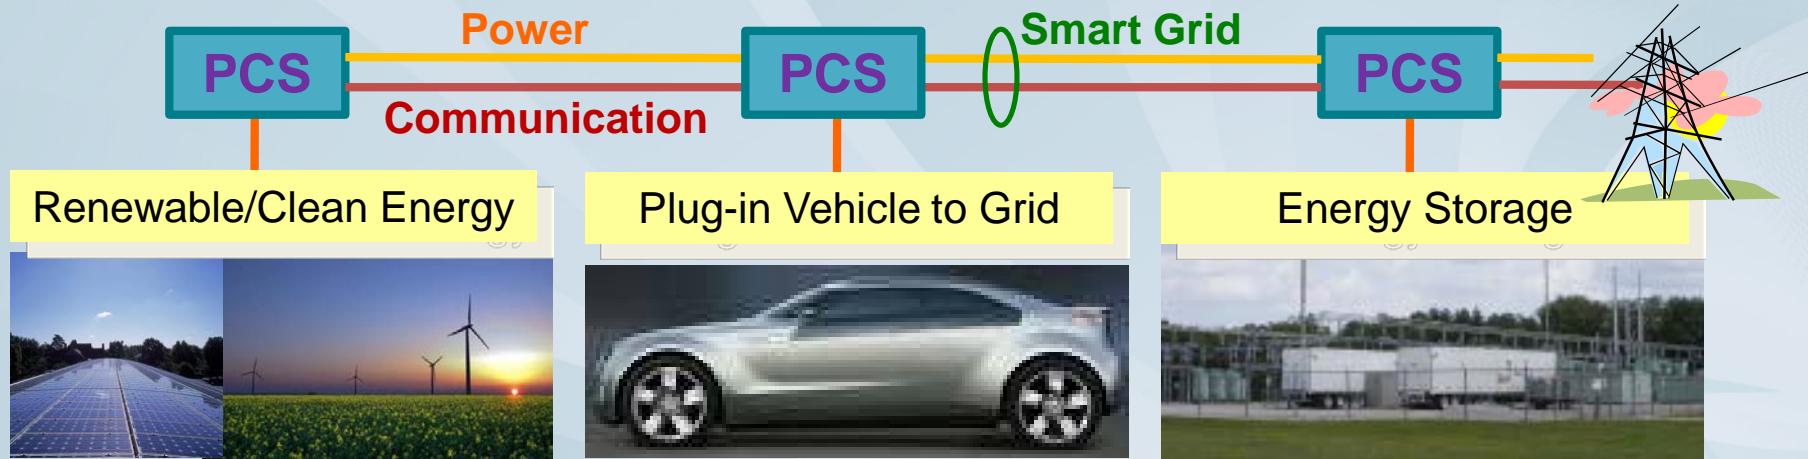 Power
Smart Grid
PCS
PCS
PCS
Communication
Renewable/Clean Energy
Plug-in Vehicle to Grid
Energy Storage